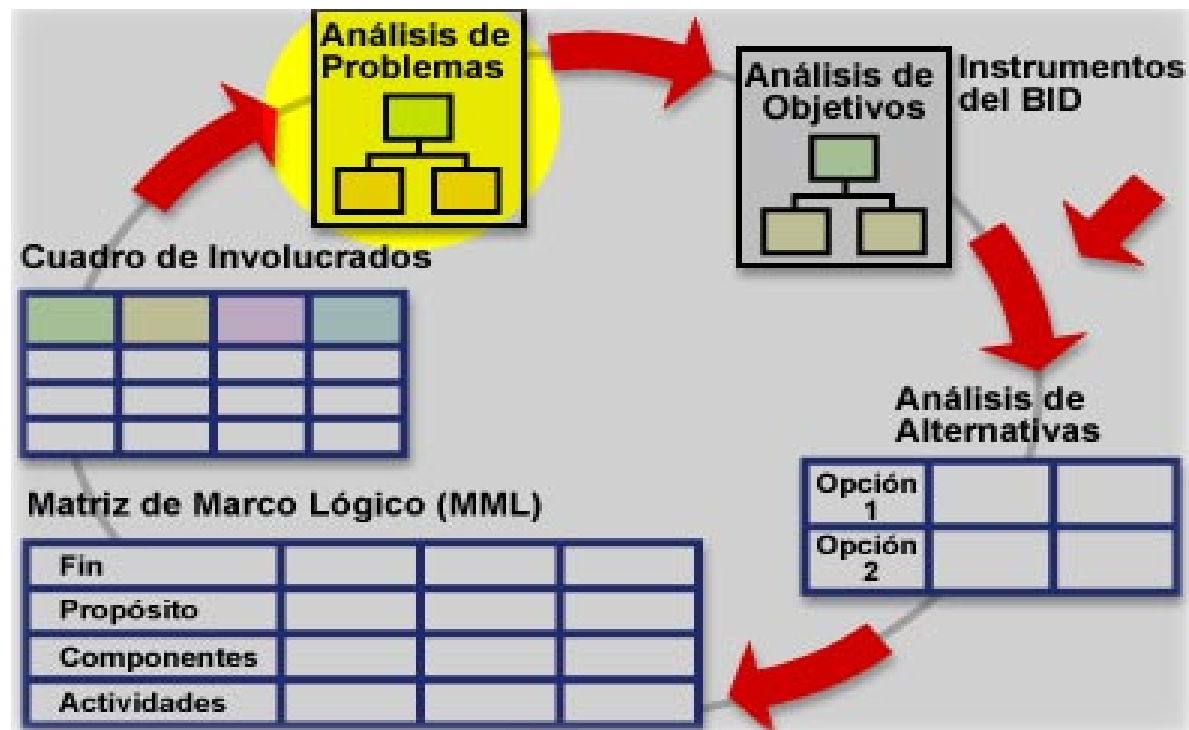 Análisis de
Problemas
Análisis de
Objetivos
Instrumentos
del BID
Cuadro de Involucrados
Análisis de
Alternativas
Opción
1
Opción
2
Matriz de Marco Lógico (MML)
Fin
Propósito
Componentes
Actividades